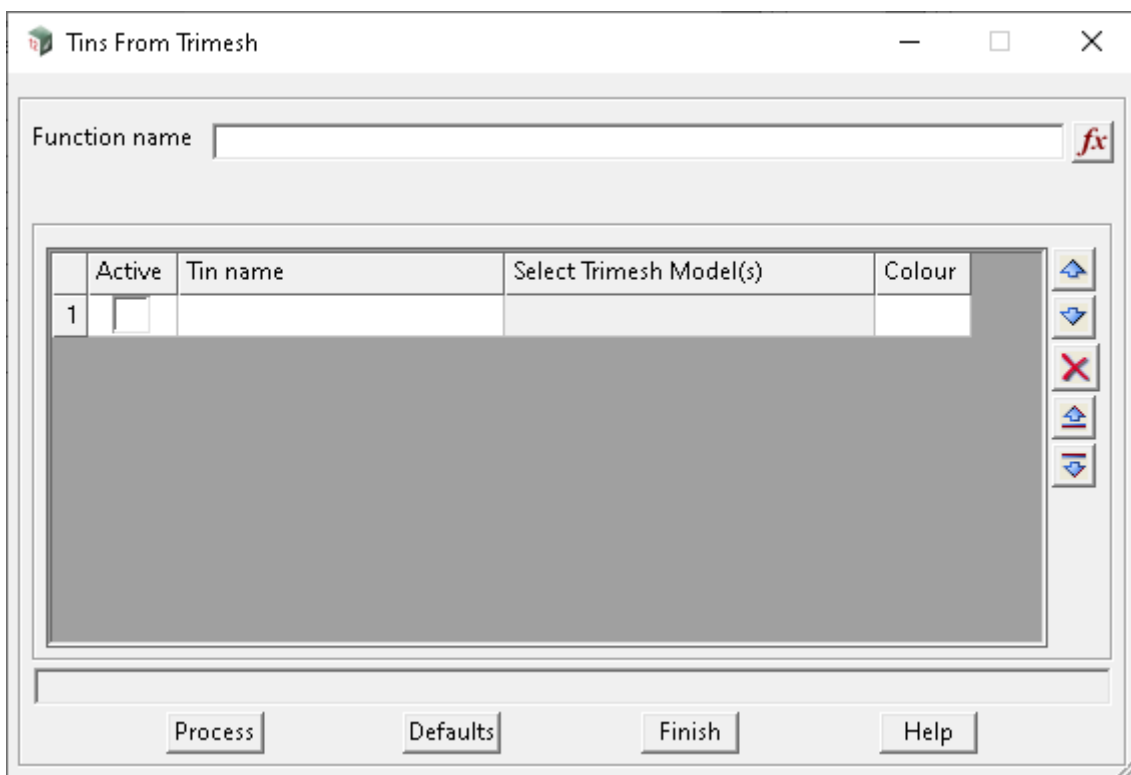 Tins From Trimesh
Function name
fx
Active Tin name Select Trimesh Model(s) Colour
1
Process Defaults Finish Help